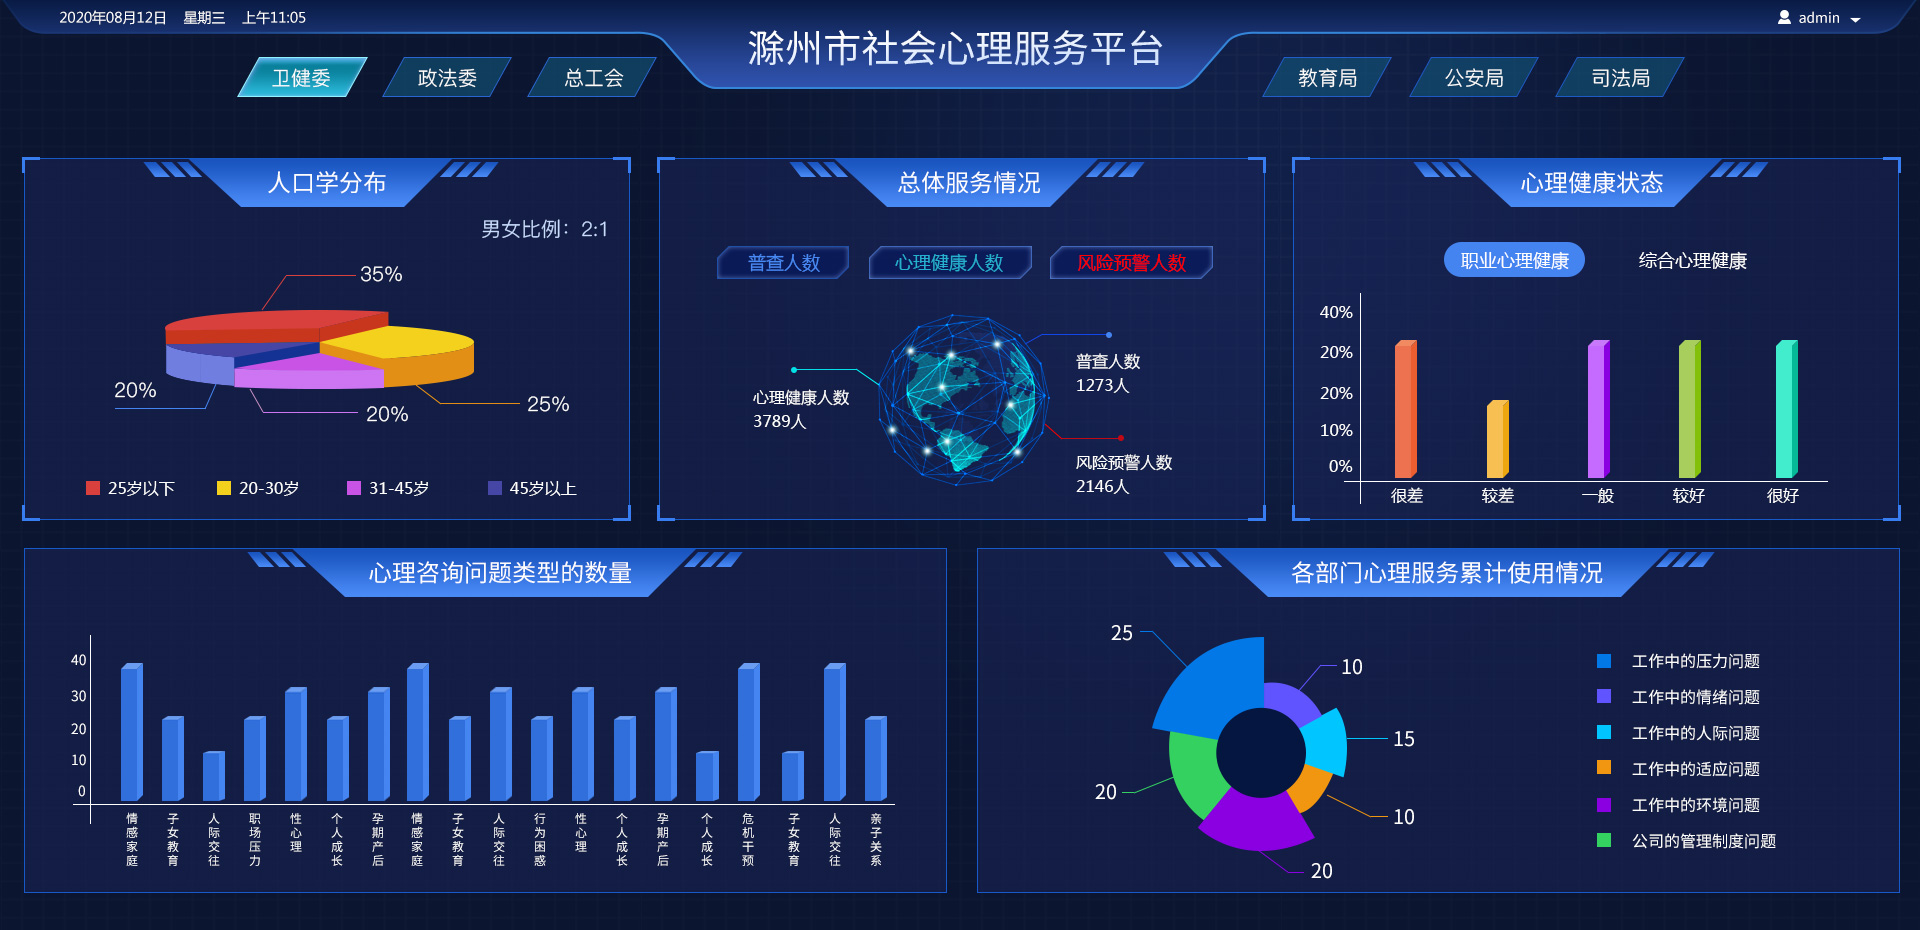 2020年08月12日 星期三 上午11:05
admin
滁州市社会心理服务平台
卫健委
政法委
总工会
教育局
公安局
司法局
人口学分布
男女比例：2:1
35%
20%
20%
25%
25岁以下
20-30岁
31-45岁
45岁以上
总体服务情况
普查人数
心理健康人数
风险预警人数
心理健康人数
3789人
普查人数
1273人
风险预警人数
2146人
心理健康状态
职业心理健康
综合心理健康
40%
20%
20%
10%
0%
很差
较差
一般
较好
很好
心理咨询问题类型的数量
40
30
20
10
0
情感家庭
子女教育
人际交往
职场压力
性心理
个人成长
孕期产后
情感家庭
子女教育
人际交往
行为困惑
性心理
个人成长
孕期产后
个人成长
危机干预
子女教育
人际交往
亲子关系
各部门心理服务累计使用情况
25
10
15
10
20
20
工作中的压力问题
工作中的情绪问题
工作中的人际问题
工作中的适应问题
工作中的环境问题
公司的管理制度问题